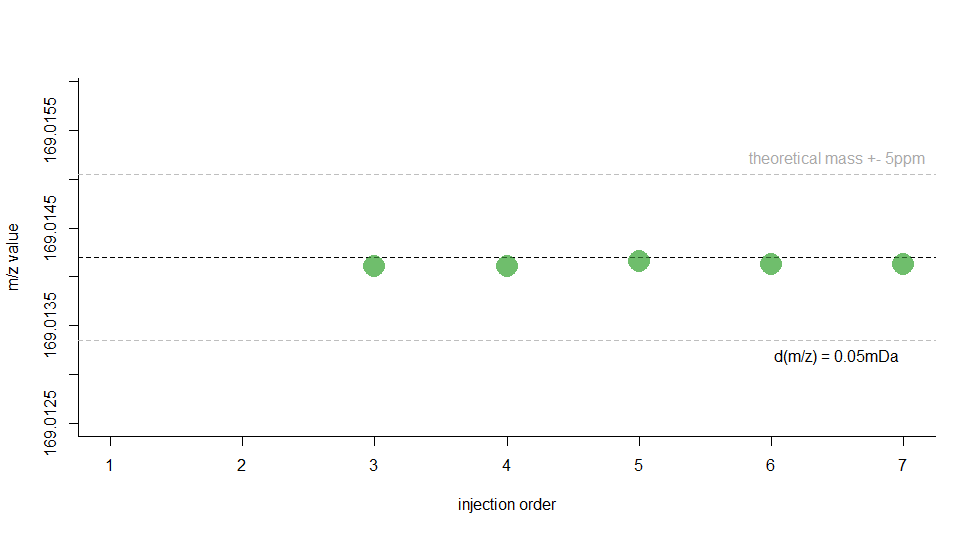 theoretical mass +- 5ppm
d(m/z) = 0.05mDa
m/z value
169.0155
169.0145
169.0135
169.0125
1 2 3 4 5 6 7
injection order